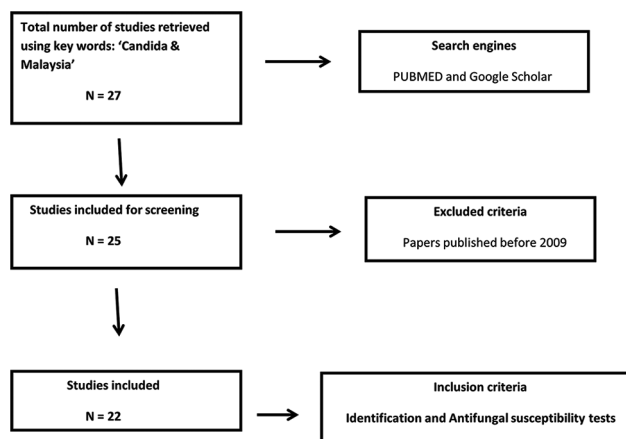 Total number of studies retrieved
using key words: ‘Candida &
Malaysia’
N = 27
Search engines
PUBMED and Google Scholar
Studies included for screening
N = 25
Excluded criteria
Papers published before 2009
Studies included
N = 22
Inclusion criteria
Identification and Antifungal susceptibility tests